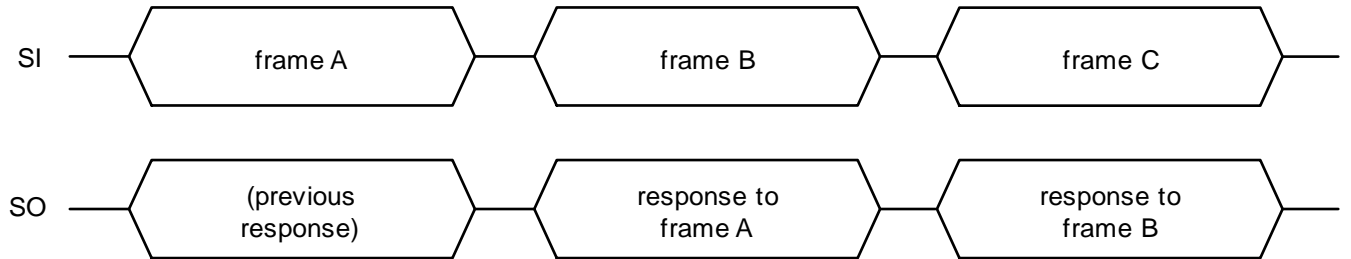 SI
frame A
frame B
frame C
SO
(previous
response)
response to
frame A
response to
frame B